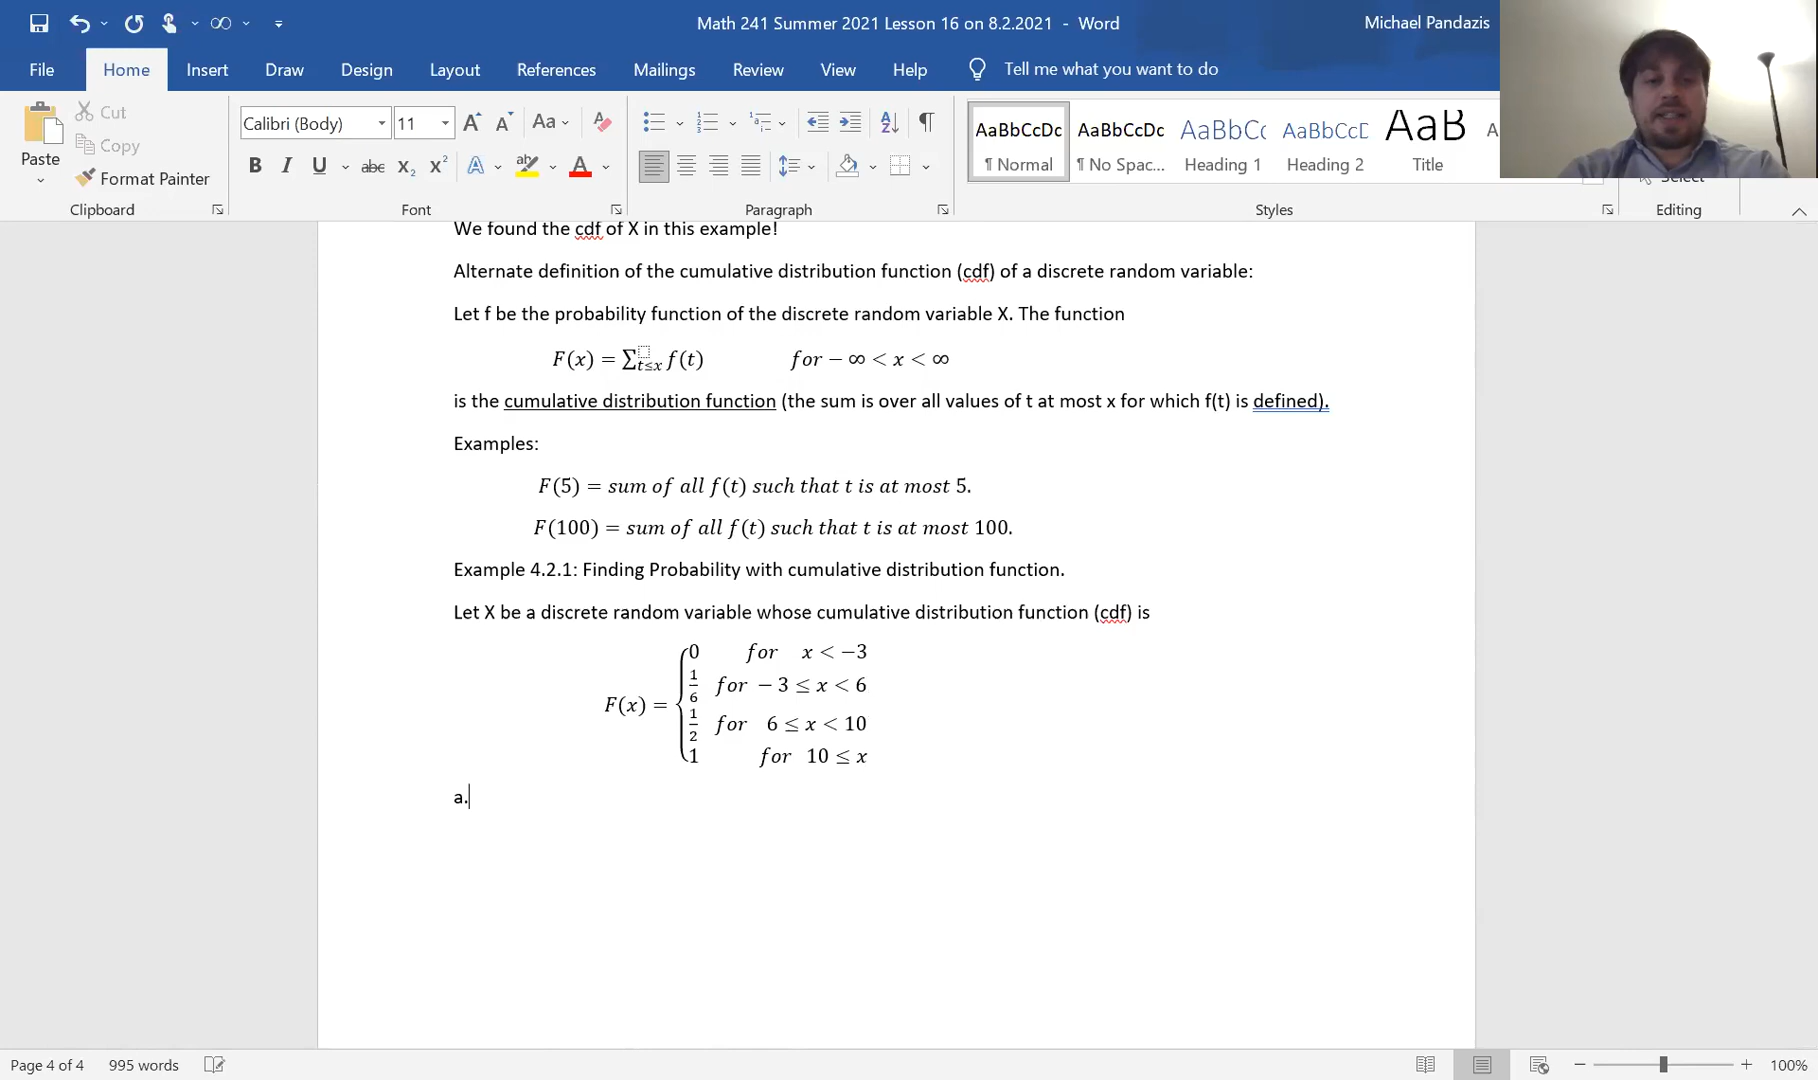 Math 241 Summer 2021 Lesson 16 on 8.2.2021 - Word
Michael Pandazis
File Home Insert Draw Design Layout References Mailings Review View Help Tell me what you want to do
Paste
Cut
Copy
Format Painter
Clipboard
Calibri (Body) 11
Font
Paragraph
AaBbCcDc AaBbCcDc AaBbCc AaBbCcD AaB
¶ Normal ¶ No Spac... Heading 1 Heading 2 Title
Styles
Select
Editing
We found the cdf of X in this example!
Alternate definition of the cumulative distribution function (cdf) of a discrete random variable:
Let f be the probability function of the discrete random variable X. The function
F(x) = ∑ t≤x f(t) for − ∞ < x < ∞
is the cumulative distribution function (the sum is over all values of t at most x for which f(t) is defined).
Examples:
F(5) = sum of all f(t) such that t is at most 5.
F(100) = sum of all f(t) such that t is at most 100.
Example 4.2.1: Finding Probability with cumulative distribution function.
Let X be a discrete random variable whose cumulative distribution function (cdf) is
F(x) =
0 for x < −3
1/6 for − 3 ≤ x < 6
1/2 for 6 ≤ x < 10
1 for 10 ≤ x
a.
Page 4 of 4 995 words 100%